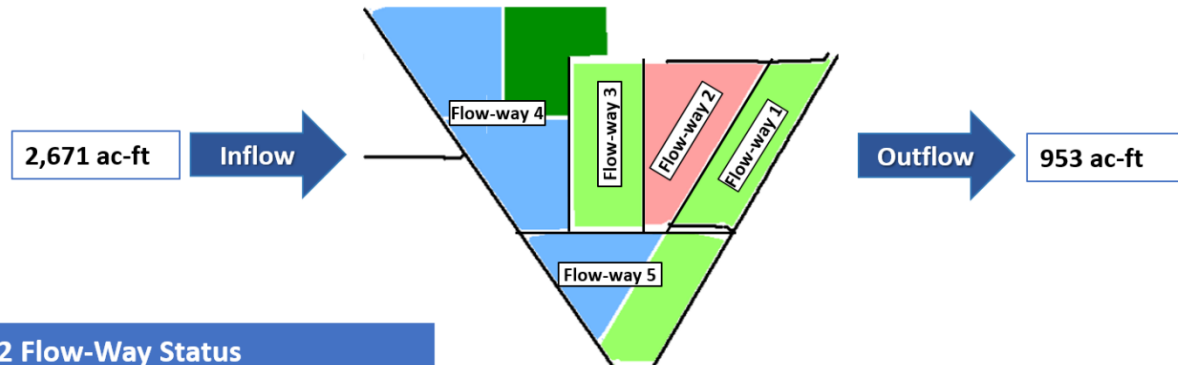 Flow-way 4
Flow-way 3
Flow-way 2
Flow-way 1
2,671 ac-ft
Inflow
Outflow
953 ac-ft
Flow-way 5
2 Flow-Way Status